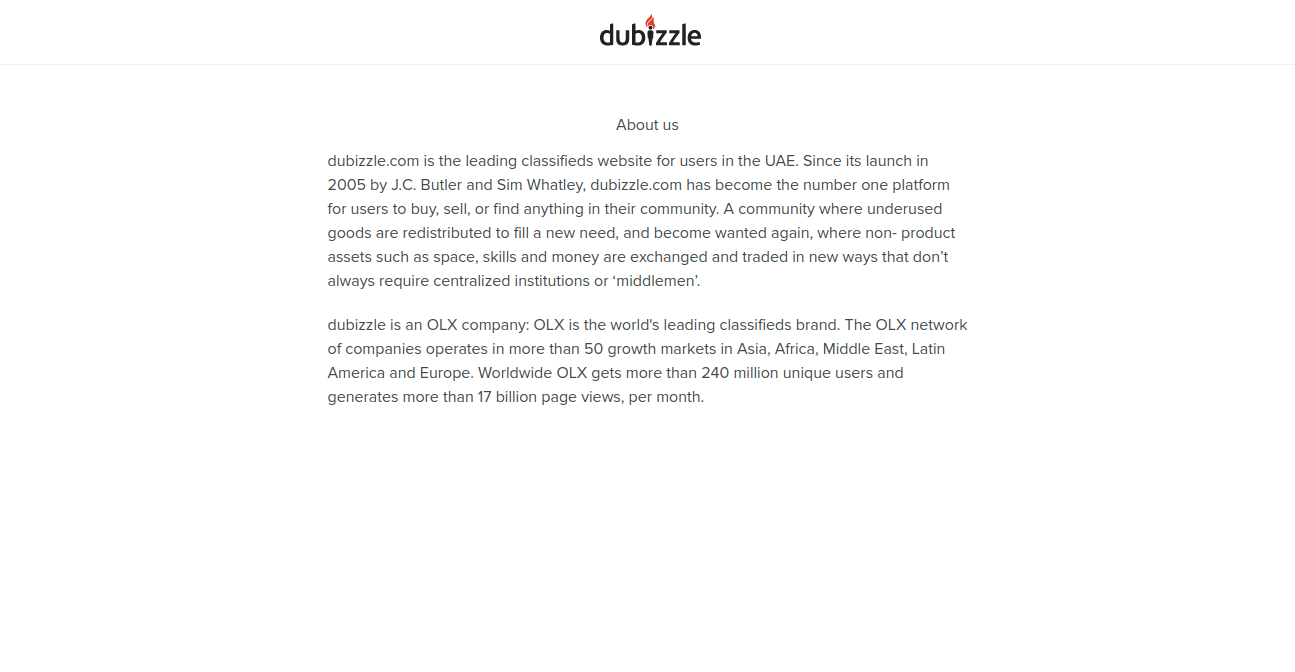 dubizzle
About us
dubizzle.com is the leading classifieds website for users in the UAE. Since its launch in
2005 by J.C. Butler and Sim Whatley, dubizzle.com has become the number one platform
for users to buy, sell, or find anything in their community. A community where underused
goods are redistributed to fill a new need, and become wanted again, where non- product
assets such as space, skills and money are exchanged and traded in new ways that don’t
always require centralized institutions or ‘middlemen’.
dubizzle is an OLX company: OLX is the world's leading classifieds brand. The OLX network
of companies operates in more than 50 growth markets in Asia, Africa, Middle East, Latin
America and Europe. Worldwide OLX gets more than 240 million unique users and
generates more than 17 billion page views, per month.